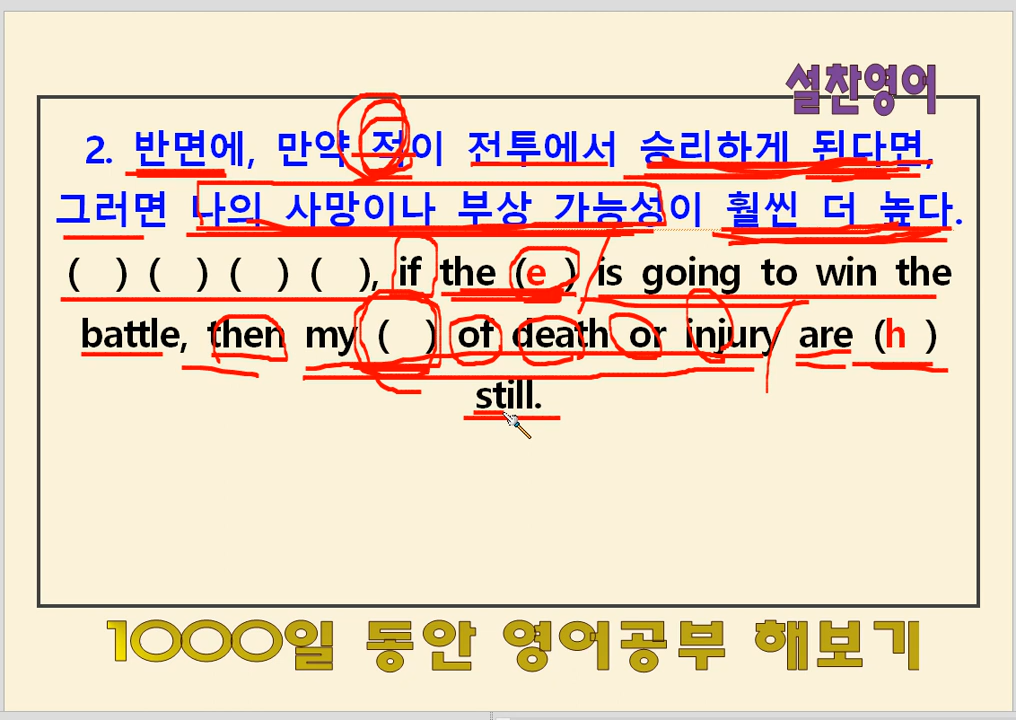 설찬영어
2. 반면에, 만약 적이 전투에서 승리하게 된다면,
그러면 나의 사망이나 부상 가능성이 훨씬 더 높다.
( ) ( ) ( ) ( ), if the (e ) is going to win the
battle, then my ( ) of death or injury are (h )
still.
1000일 동안 영어공부 해보기